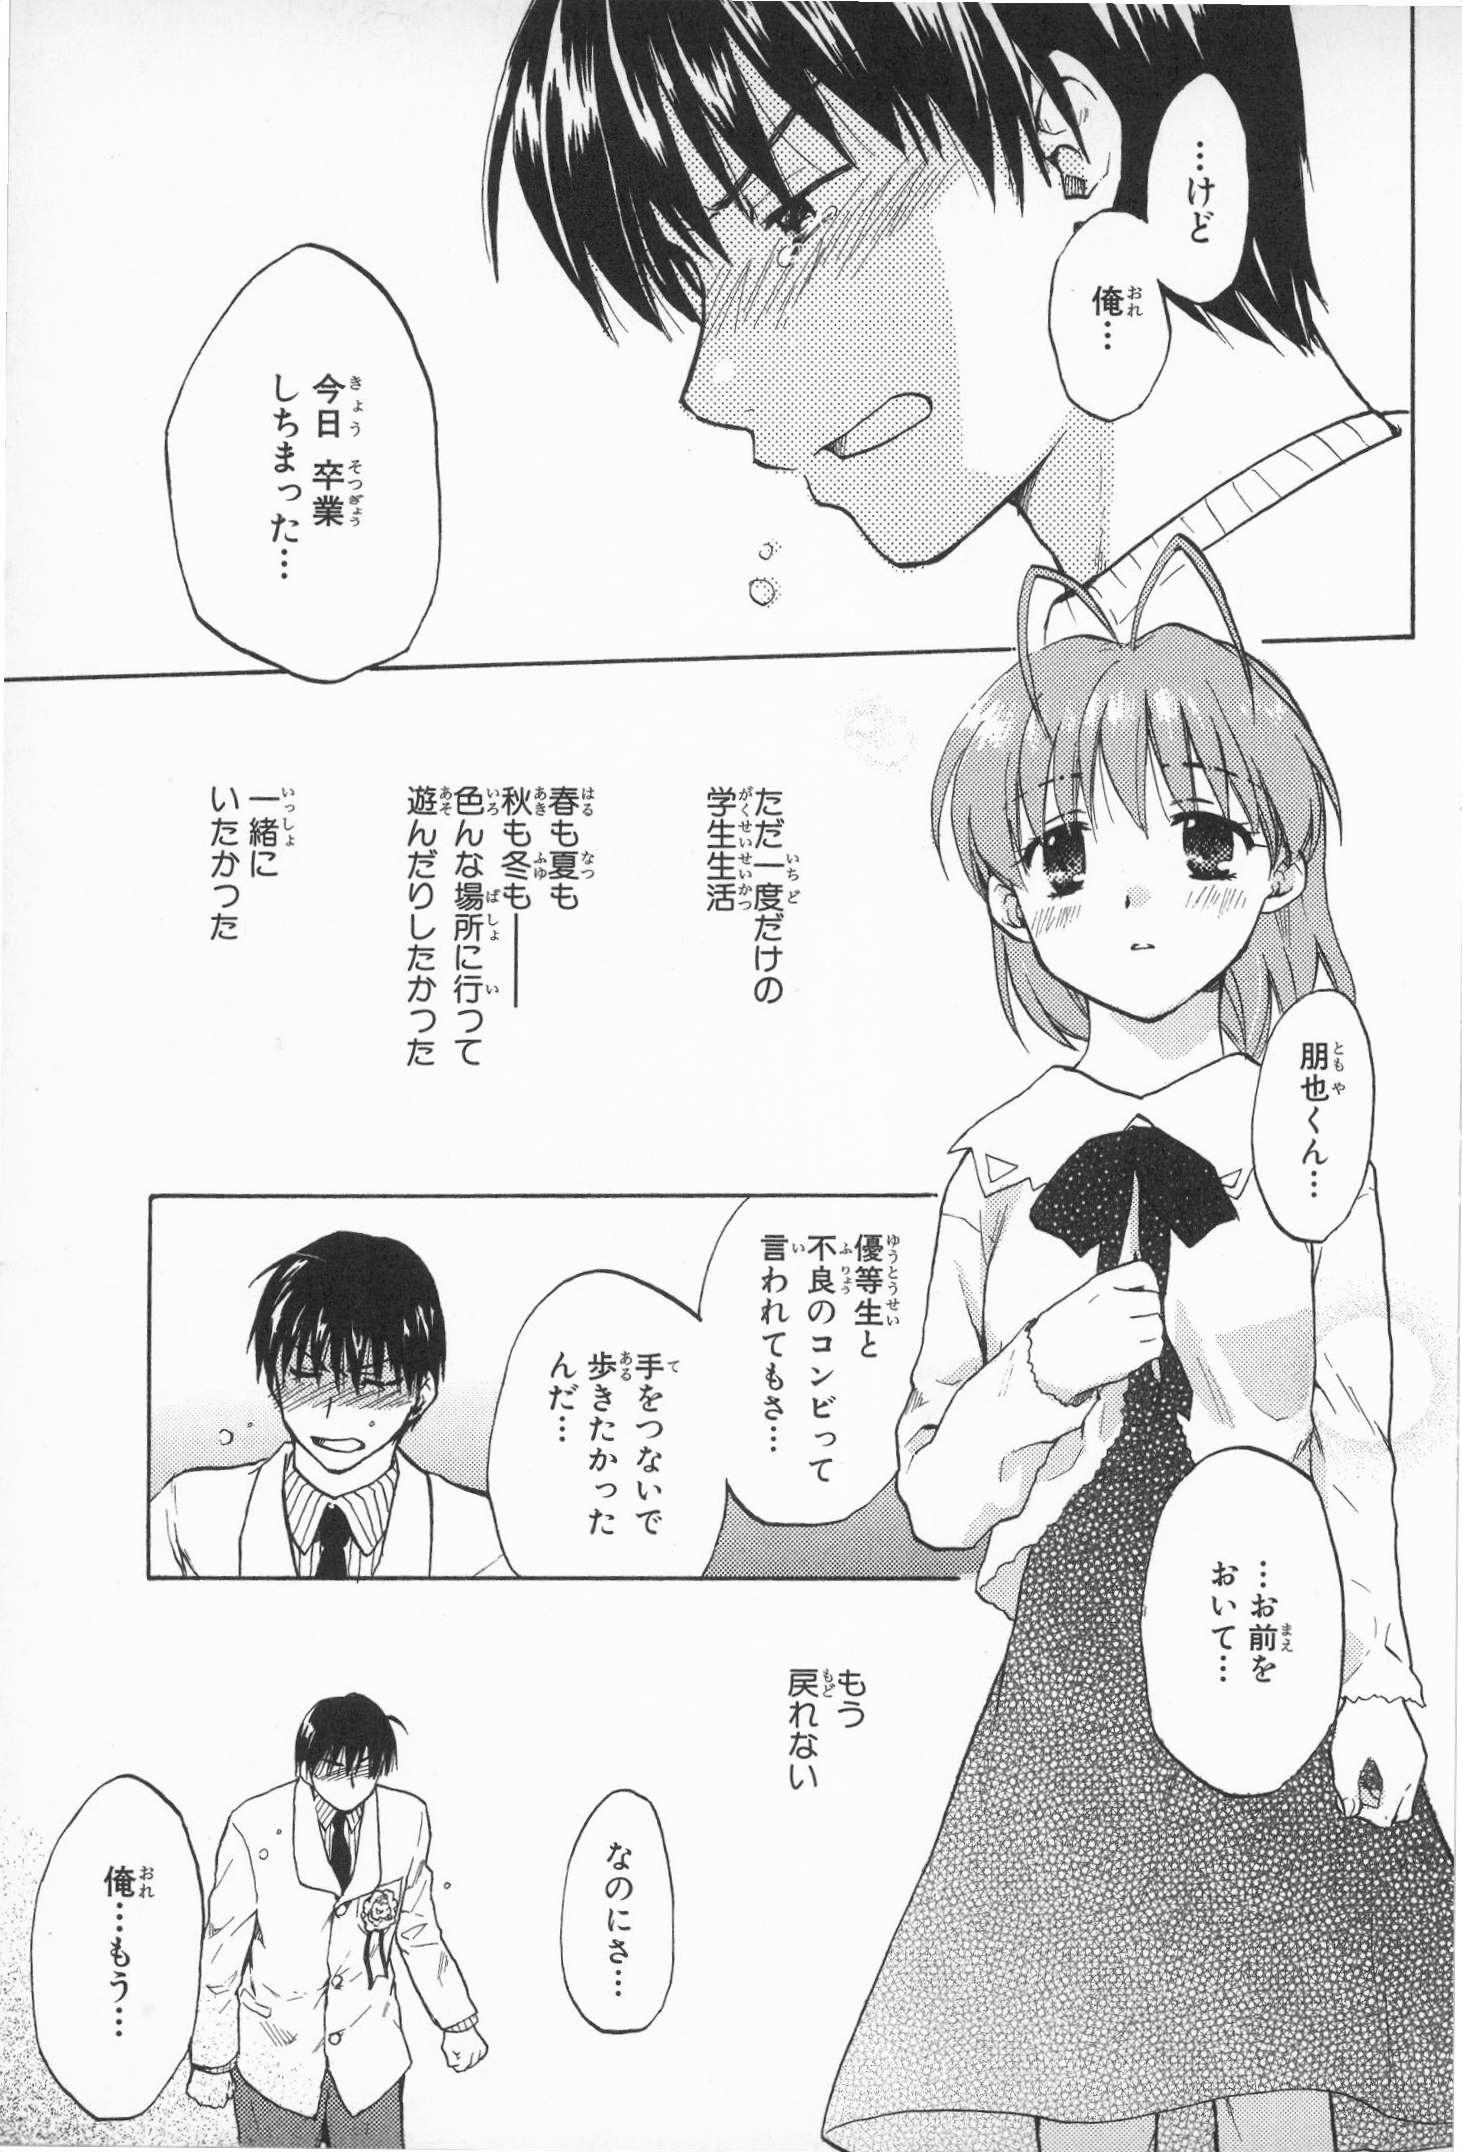 …けど
俺…
今日 卒業
しちまった…
ただ一度だけの
学生生活
春も夏も
秋も冬も――
色んな場所に行って
遊んだりしたかった
一緒に
いたかった
朋也くん…
優等生と
不良のコンビって
言われてもさ…
手をつないで
歩きたかった
んだ…
…お前を
おいて…
もう
戻れない
なのにさ…
俺…もう…